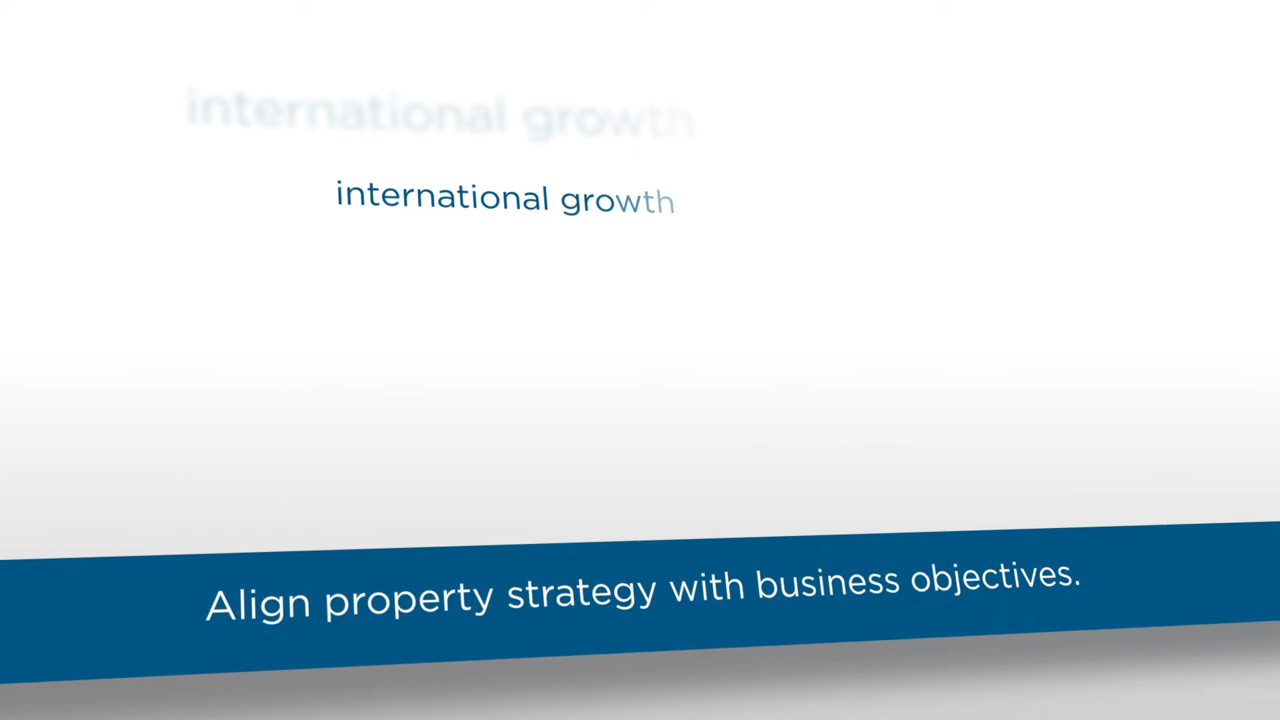 international growth
international growth
Align property strategy with business objectives.